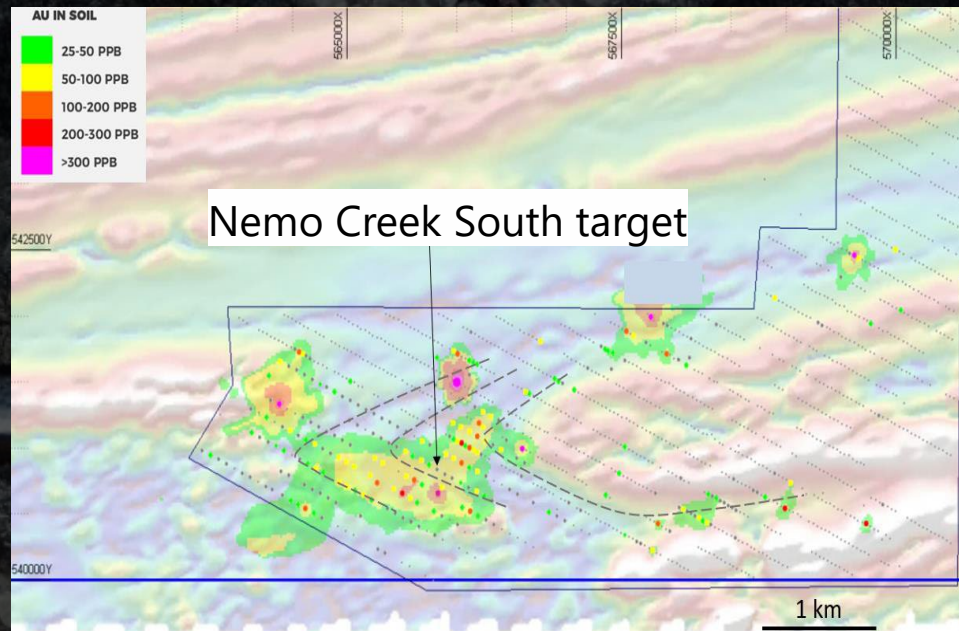 AU IN SOIL
25-50 PPB
50-100 PPB
100-200 PPB
200-300 PPB
>300 PPB
565000X
567500X
570000X
Nemo Creek South target
542500Y
540000Y
1 km